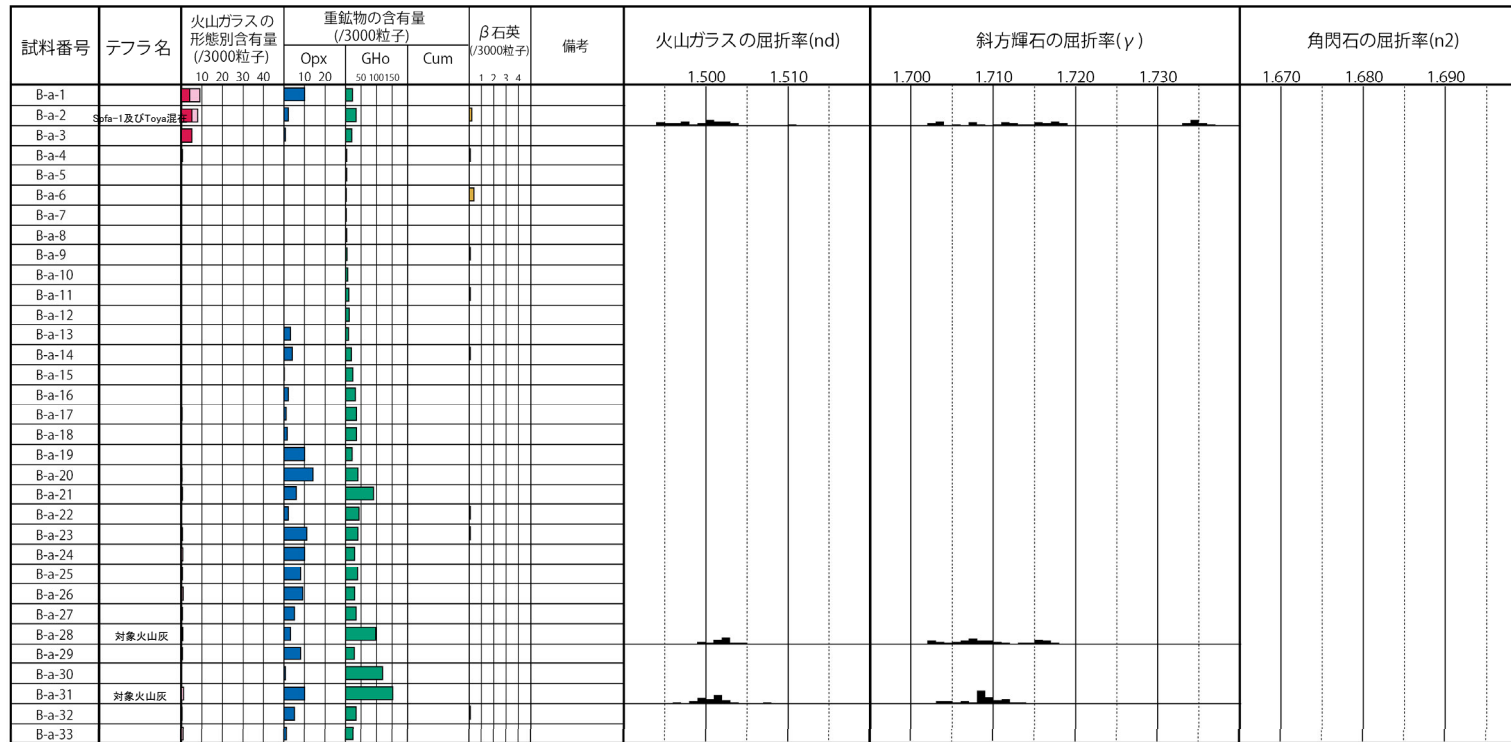 試料番号
テフラ名
火山ガラスの
形態別含有量
(/3000粒子)
10 20 30 40
重鉱物の含有量
(/3000粒子)
Opx
10 20
GHo
50 100 150
Cum
β石英
(/3000粒子)
1 2 3 4
備考
火山ガラスの屈折率(nd)
1.500 1.510
斜方輝石の屈折率(γ)
1.700 1.710 1.720 1.730
角閃石の屈折率(n2)
1.670 1.680 1.690
B-a-1
B-a-2 Spfa-1及びToya混在
B-a-3
B-a-4
B-a-5
B-a-6
B-a-7
B-a-8
B-a-9
B-a-10
B-a-11
B-a-12
B-a-13
B-a-14
B-a-15
B-a-16
B-a-17
B-a-18
B-a-19
B-a-20
B-a-21
B-a-22
B-a-23
B-a-24
B-a-25
B-a-26
B-a-27
B-a-28 対象火山灰
B-a-29
B-a-30
B-a-31 対象火山灰
B-a-32
B-a-33